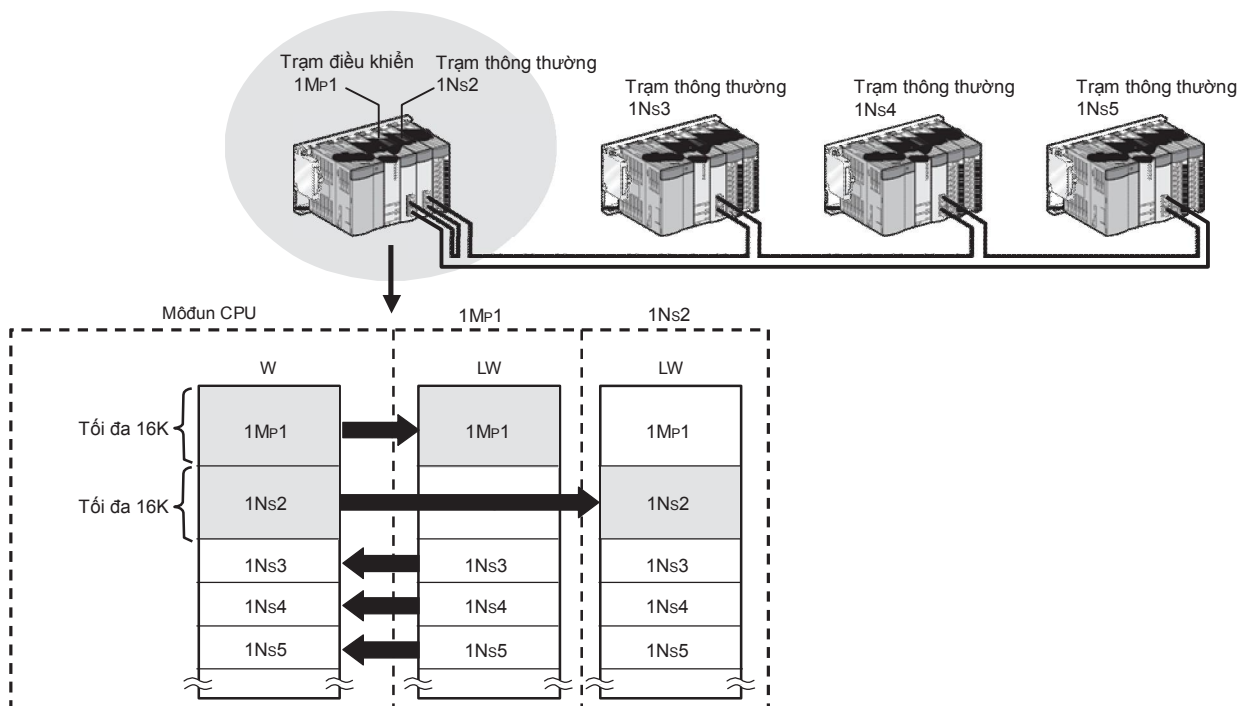 Trạm điều khiển Trạm thông thường
1MP1 1NS2
Trạm thông thường
1NS3
Trạm thông thường
1NS4
Trạm thông thường
1NS5
Môđun CPU 1MP1 1NS2
W LW LW
Tối đa 16K 1MP1 1MP1 1MP1
Tối đa 16K 1NS2 1NS2
1NS3 1NS3 1NS3
1NS4 1NS4 1NS4
1NS5 1NS5 1NS5